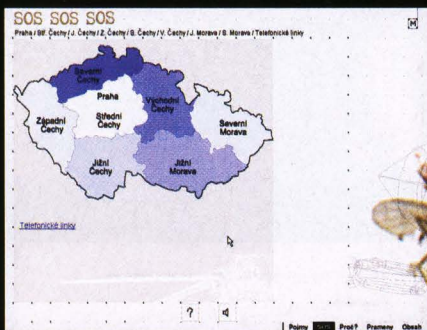 SOS SOS SOS
Praha / Stř. Čechy / J. Čechy / Z. Čechy / S. Čechy / V. Čechy / J. Morava / S. Morava / Telefonické linky
[M]
Severní Čechy
Praha
Východní Čechy
Západní Čechy
Střední Čechy
Severní Morava
Jižní Čechy
Jižní Morava
Telefonické linky
?
Pojmy SOS Proč? Prameny Obsah